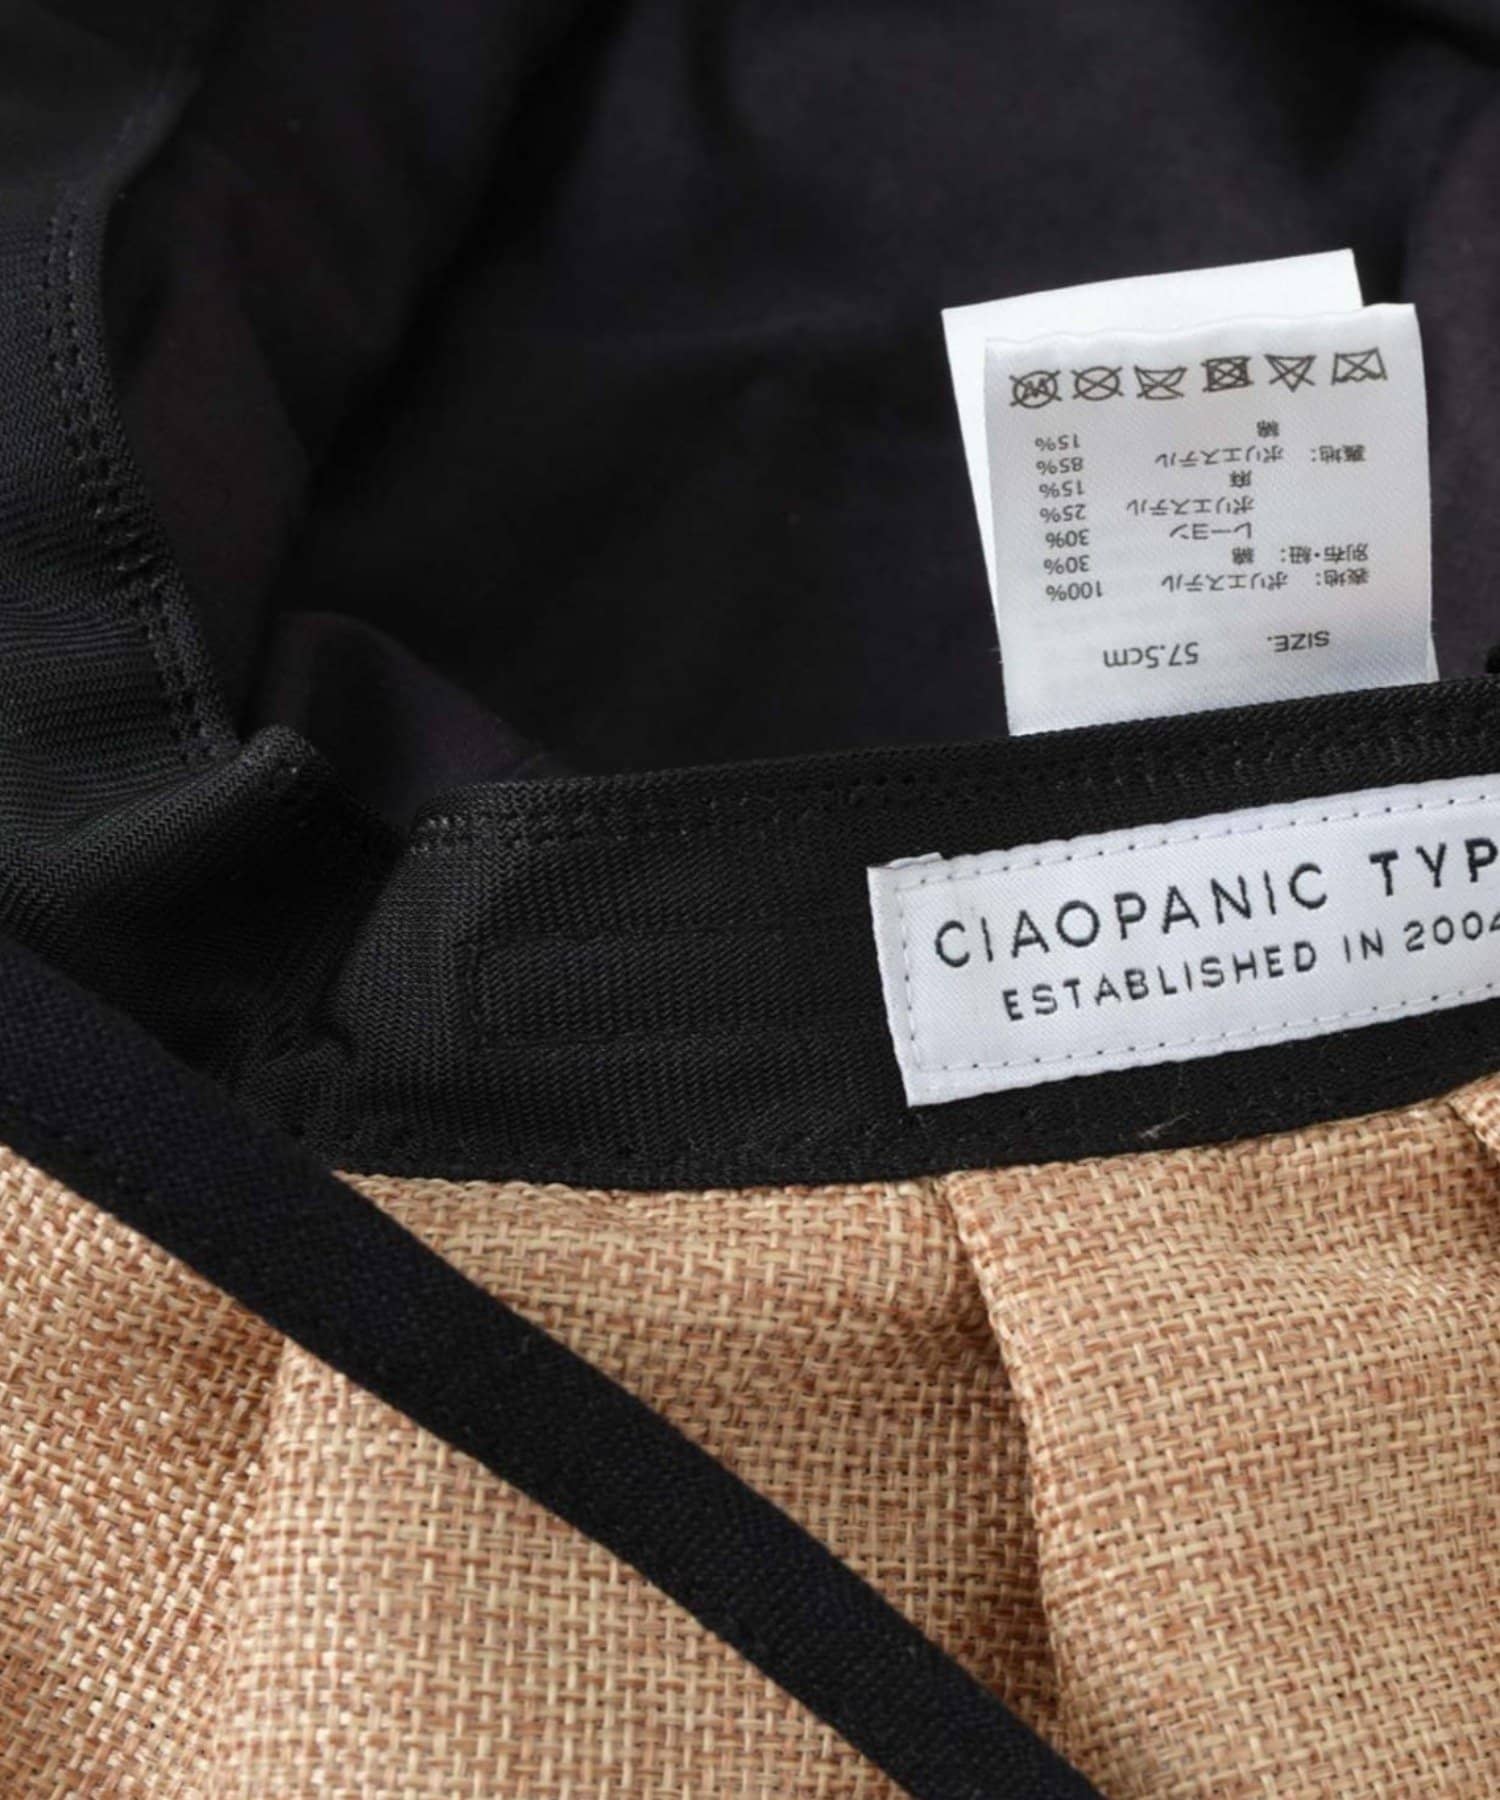 SIZE. 57.5cm
表地: ポリエステル 100%
別布・紐: 綿 30%
レーヨン 30%
ポリエステル 25%
麻 15%
裏地: ポリエステル 85%
綿 15%
CIAOPANIC TYP
ESTABLISHED IN 2004